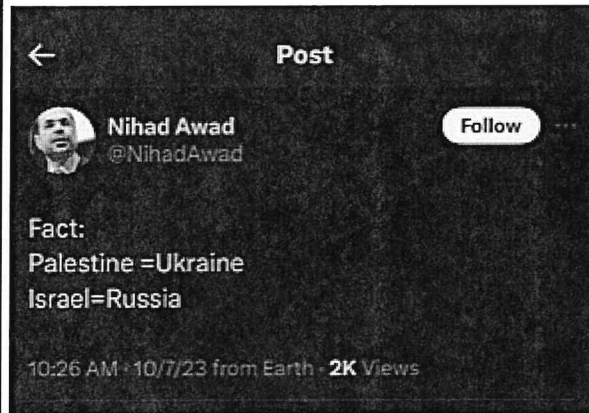 Post
Nihad Awad
Follow
@NihadAwad
Fact:
Palestine =Ukraine
Israel=Russia
10:26 AM · 10/7/23 from Earth · 2K Views